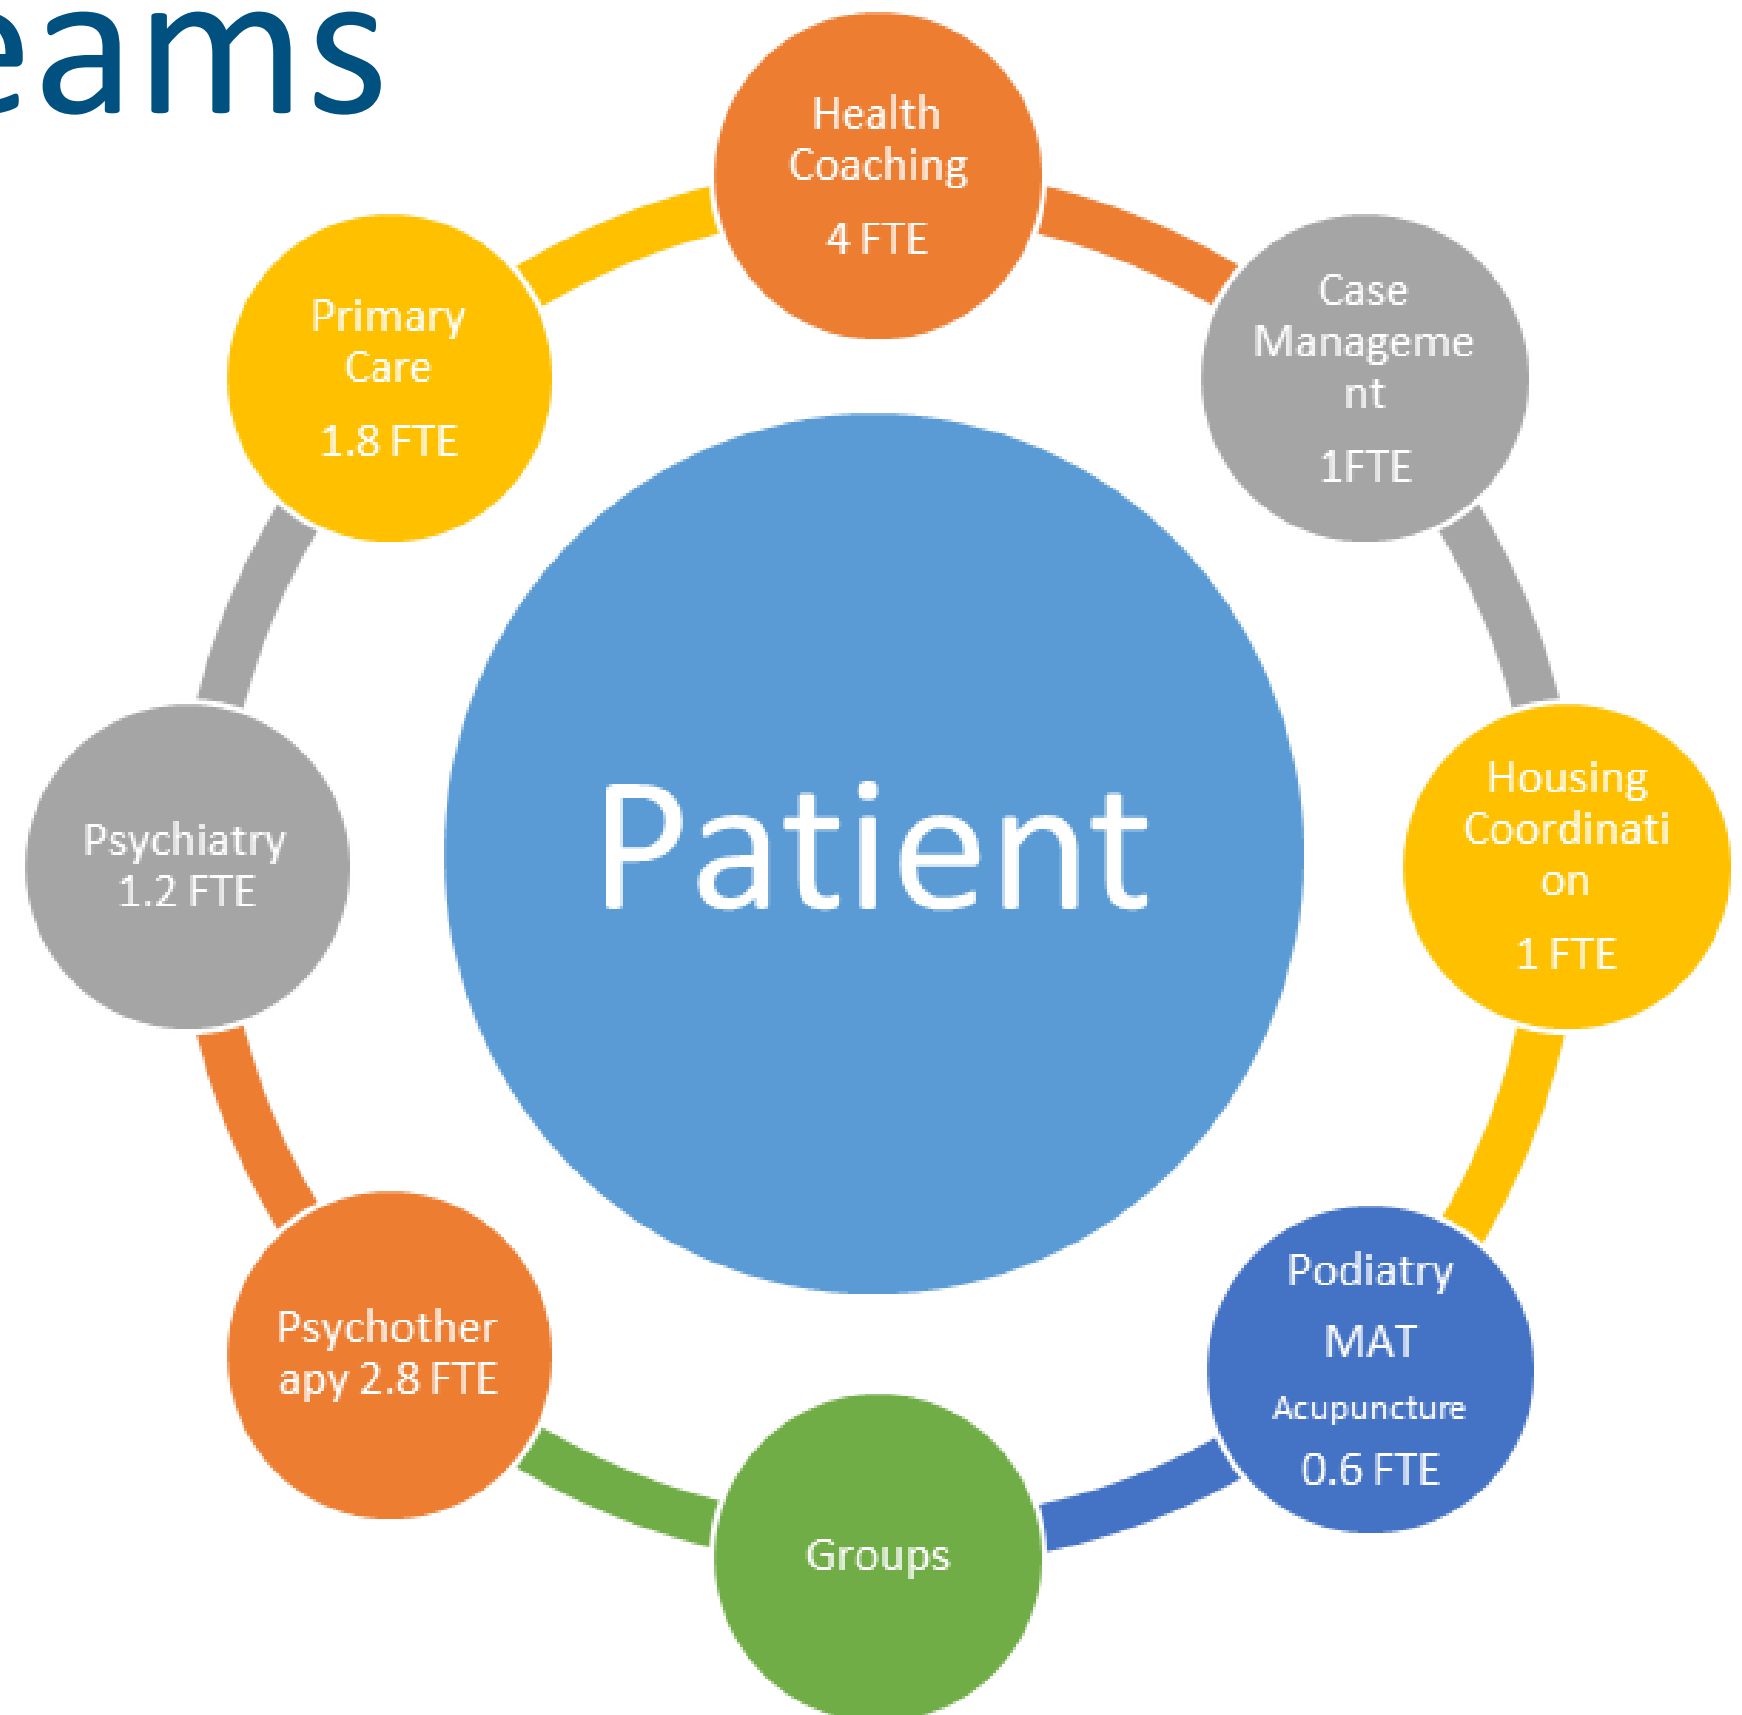 eams
Health
Coaching
4 FTE
Case
Manageme
nt
1FTE
Housing
Coordinati
on
1 FTE
Podiatry
MAT
Acupuncture
0.6 FTE
Groups
Psychother
apy 2.8 FTE
Psychiatry
1.2 FTE
Primary
Care
1.8 FTE
Patient